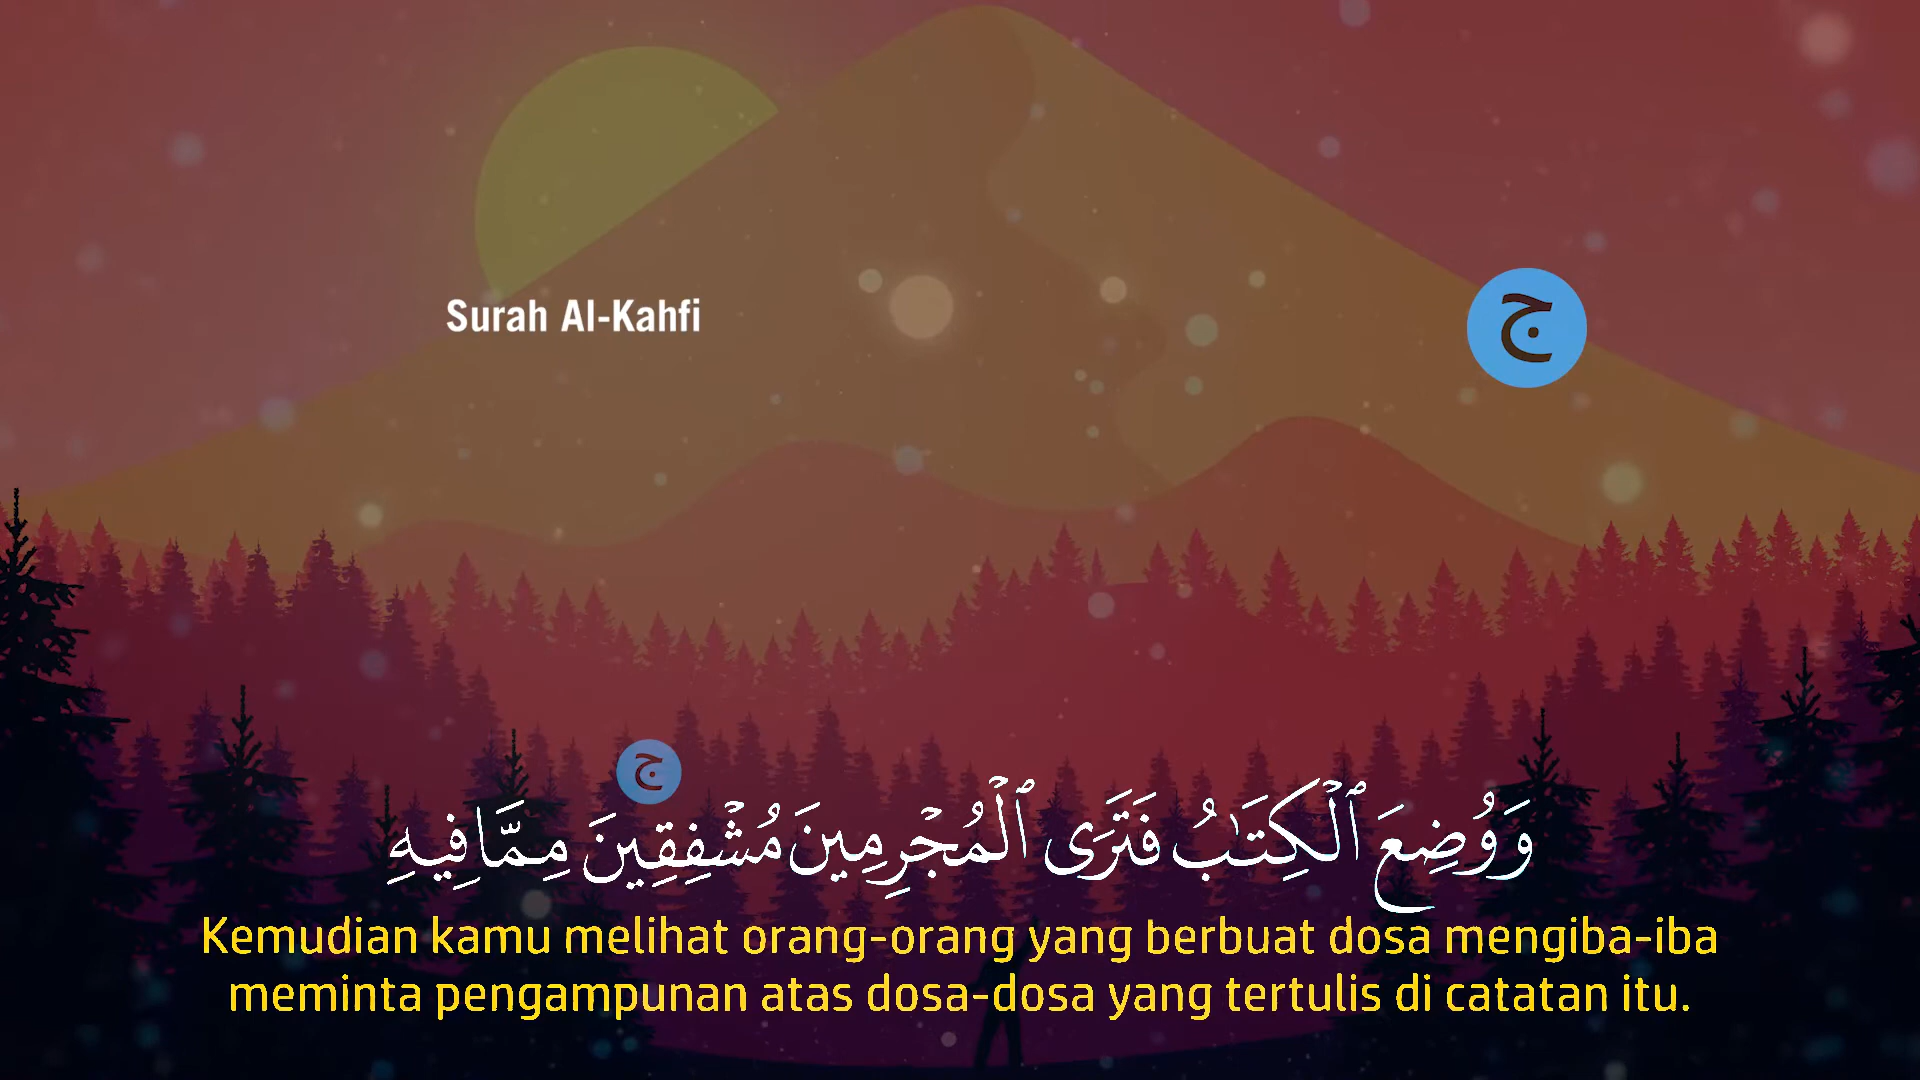 Surah Al-Kahfi
ج
ج
وَوُضِعَ ٱلْكِتَـٰبُ فَتَرَى ٱلْمُجْرِمِينَ مُشْفِقِينَ مِمَّا فِيهِ
Kemudian kamu melihat orang-orang yang berbuat dosa mengiba-iba
meminta pengampunan atas dosa-dosa yang tertulis di catatan itu.